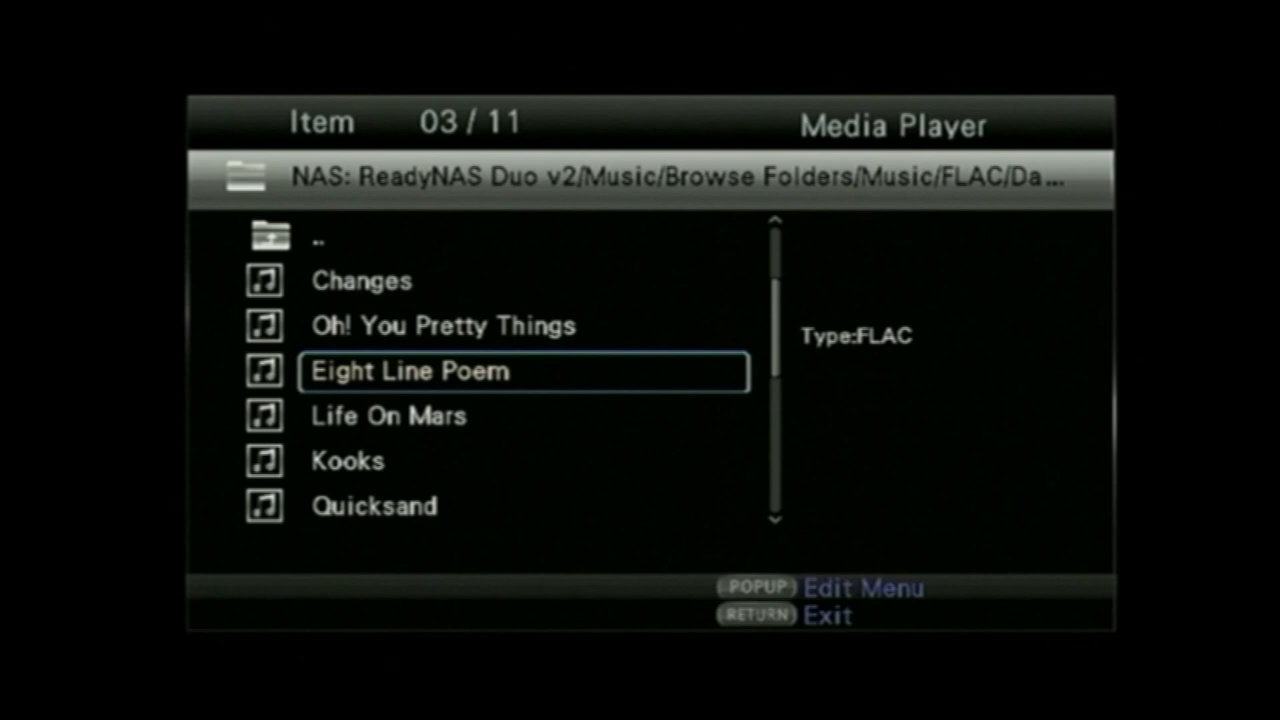 Item 03 / 11 Media Player
NAS: ReadyNAS Duo v2/Music/Browse Folders/Music/FLAC/Da...
..
Changes
Oh! You Pretty Things
Eight Line Poem
Type:FLAC
Life On Mars
Kooks
Quicksand
POPUP Edit Menu
RETURN Exit